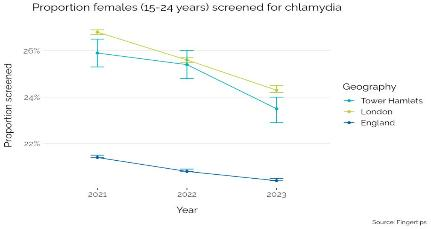 Proportion females (15-24 years) screened for chlamydia
Proportion screened
26%
24%
22%
2021
2022
2023
Year
Geography
Tower Hamlets
London
England
Source: Fingertips